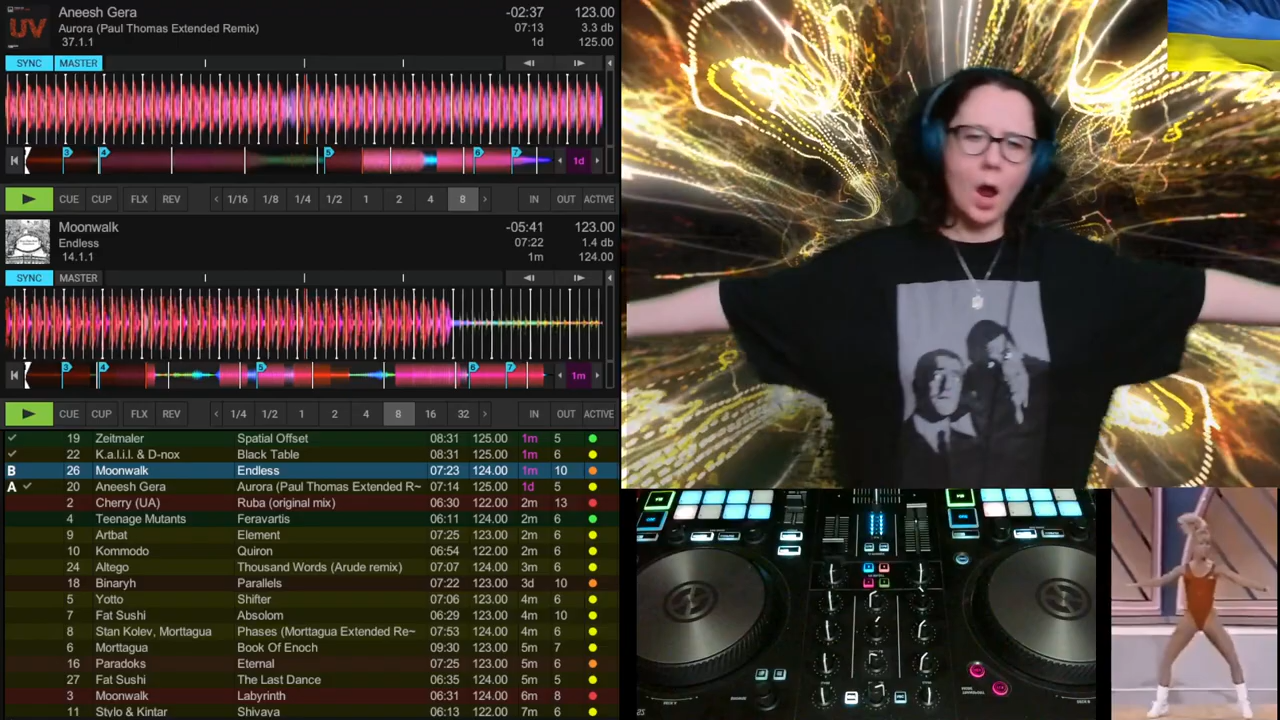 Aneesh Gera -02:37 123.00
Aurora (Paul Thomas Extended Remix) 07:13 3.3 db
37.1.1 1d 125.00
UV
SYNC MASTER
3 4 5 6 7 1d
CUE CUP FLX REV 1/16 1/8 1/4 1/2 1 2 4 8 IN OUT ACTIVE
Moonwalk -05:41 123.00
Endless 07:22 1.4 db
14.1.1 1m 124.00
SYNC MASTER
3 4 5 6 7 1m
CUE CUP FLX REV 1/4 1/2 1 2 4 8 16 32 IN OUT ACTIVE
19 Zeitmaler Spatial Offset 08:31 125.00 1m 5
22 K.a.l.i.l. & D-nox Black Table 08:31 125.00 1m 6
B 26 Moonwalk Endless 07:23 124.00 1m 10
A 20 Aneesh Gera Aurora (Paul Thomas Extended R~ 07:14 125.00 1d 5
2 Cherry (UA) Ruba (original mix) 06:30 122.00 2m 13
4 Teenage Mutants Feravartis 06:11 124.00 2m 6
9 Artbat Element 07:25 123.00 2m 6
10 Kommodo Quiron 06:54 122.00 2m 6
24 Altego Thousand Words (Arude remix) 07:07 124.00 3m 6
18 Binaryh Parallels 07:22 123.00 3d 10
5 Yotto Shifter 07:06 123.00 4m 6
7 Fat Sushi Absolom 06:29 123.00 4m 10
8 Stan Kolev, Morttagua Phases (Morttagua Extended Re~ 07:53 124.00 4m 6
6 Morttagua Book Of Enoch 09:30 123.00 5m 7
16 Paradoks Eternal 07:25 123.00 5m 6
27 Fat Sushi The Last Dance 06:35 124.00 5m 5
3 Moonwalk Labyrinth 06:31 123.00 6m 8
11 Stylo & Kintar Shivaya 07:06 122.00 7m 6